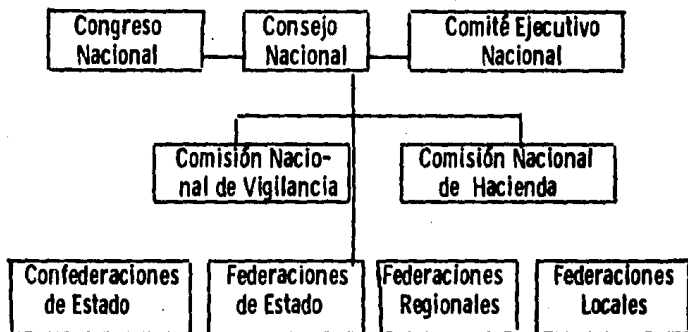 Congreso
Nacional
Consejo
Nacional
Comité Ejecutivo
Nacional
Comisión Nacio-
nal de Vigilancia
Comisión Nacional
de Hacienda
Confederaciones
de Estado
Federaciones
de Estado
Federaciones
Regionales
Federaciones
Locales